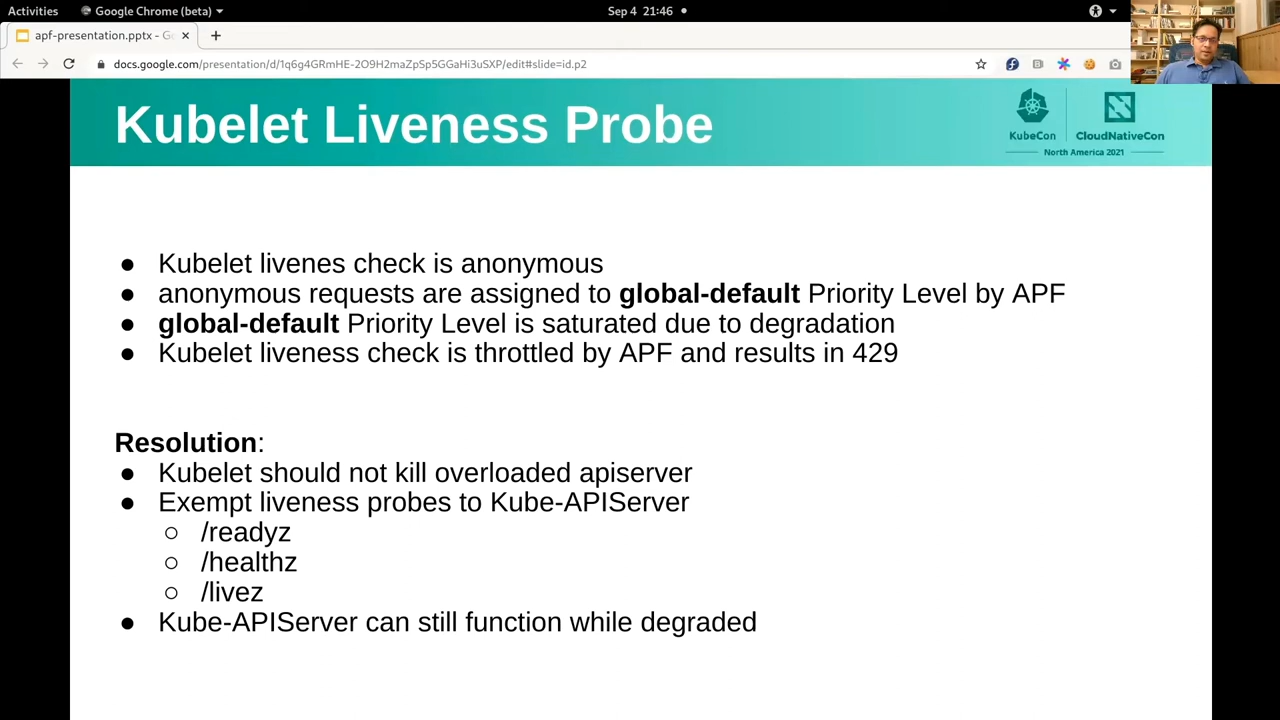 Activities
Google Chrome (beta)
Sep 4 21:46
apf-presentation.pptx - Go
docs.google.com/presentation/d/1q6g4GRmHE-2O9H2maZpSp5GGaHi3uSXP/edit#slide=id.p2
Kubelet Liveness Probe
KubeCon
CloudNativeCon
North America 2021
● Kubelet livenes check is anonymous
● anonymous requests are assigned to global-default Priority Level by APF
● global-default Priority Level is saturated due to degradation
● Kubelet liveness check is throttled by APF and results in 429
Resolution:
● Kubelet should not kill overloaded apiserver
● Exempt liveness probes to Kube-APIServer
○ /readyz
○ /healthz
○ /livez
● Kube-APIServer can still function while degraded